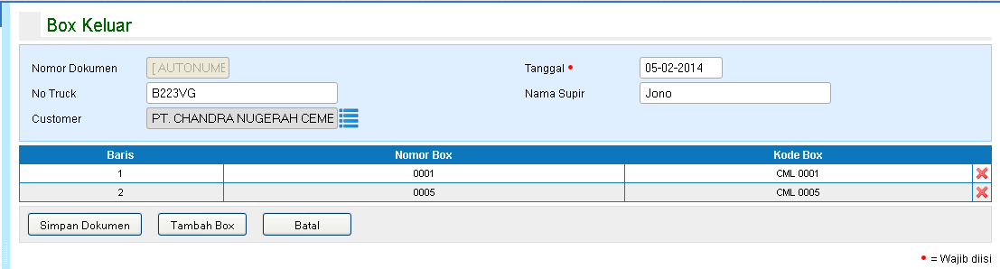 Box Keluar
Nomor Dokumen [ AUTONUME Tanggal • 05-02-2014
No Truck B223VG Nama Supir Jono
Customer PT. CHANDRA NUGERAH CEME
Baris Nomor Box Kode Box
1 0001 CML 0001
2 0005 CML 0005
Simpan Dokumen Tambah Box Batal
• = Wajib diisi